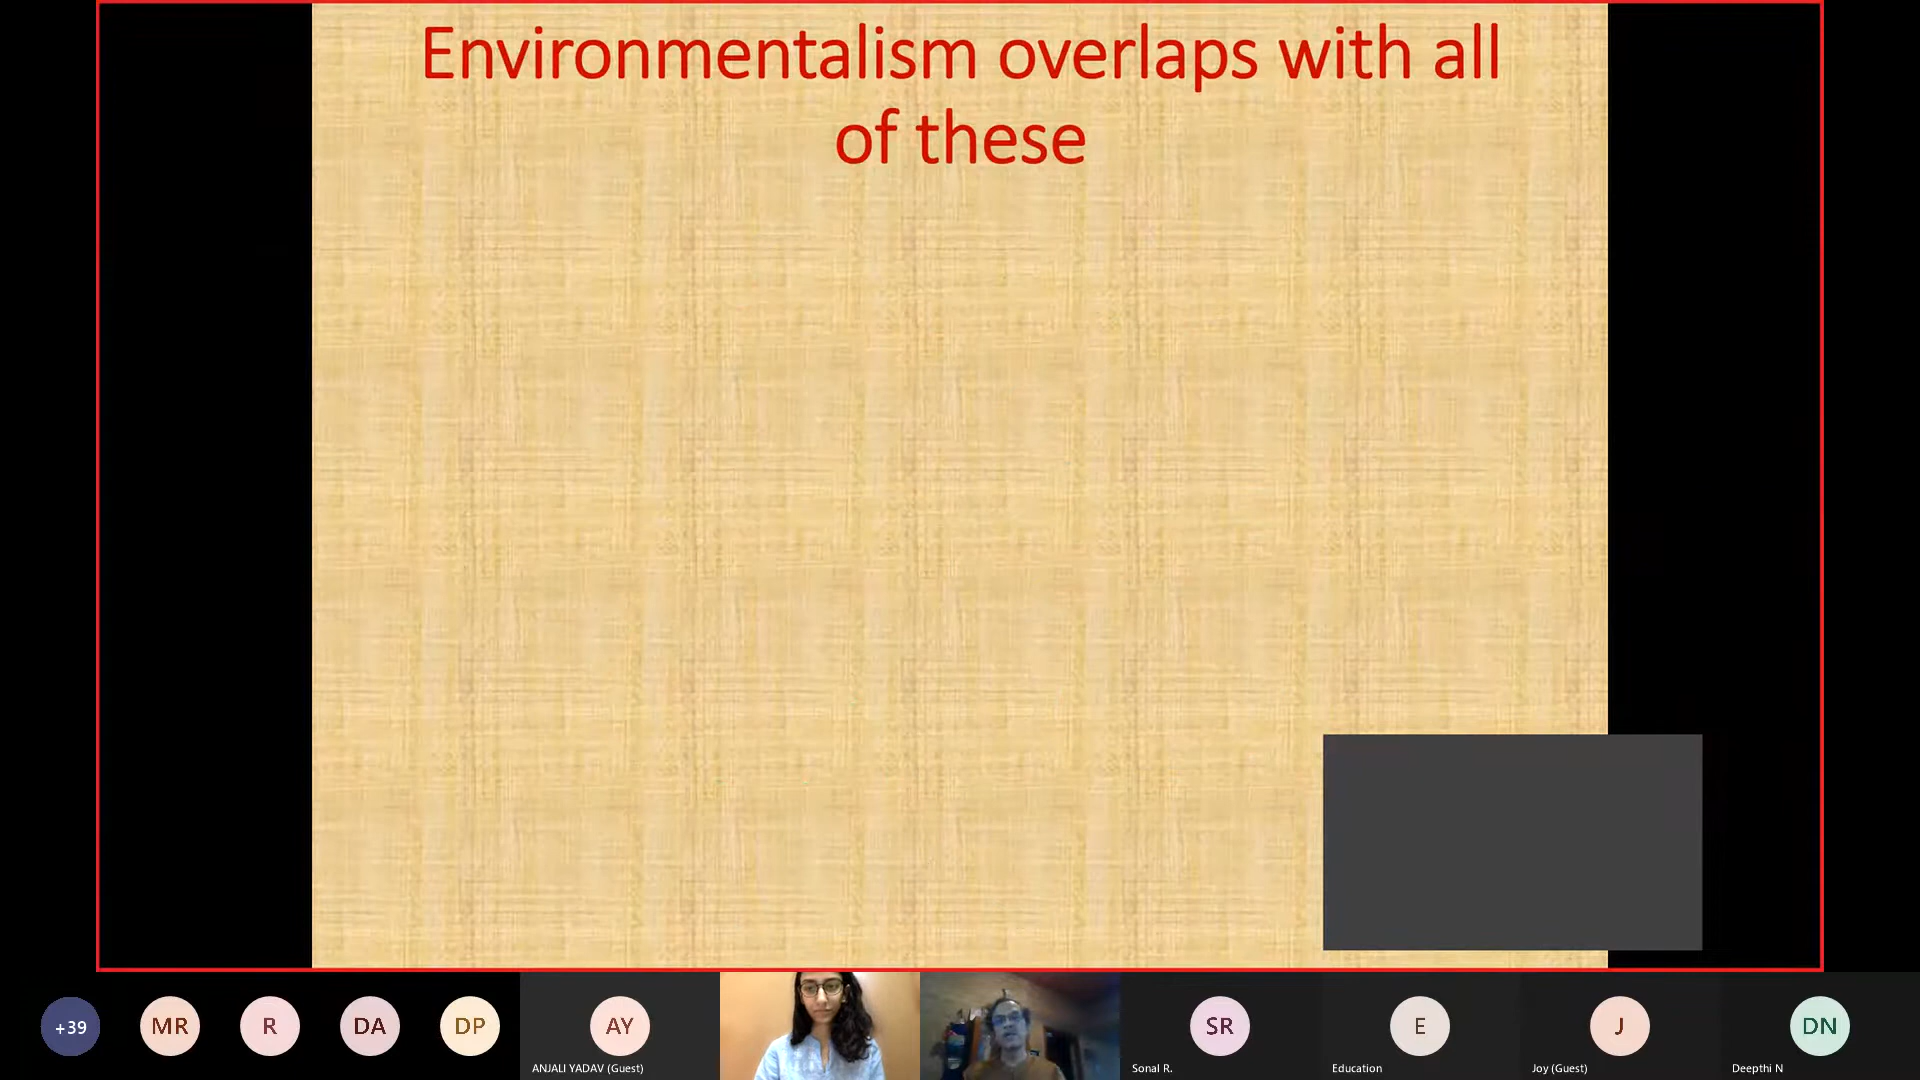 Environmentalism overlaps with all
of these
+39
MR
R
DA
DP
AY
ANJALI YADAV (Guest)
SR
Sonal R.
E
Education
J
Joy (Guest)
DN
Deepthi N